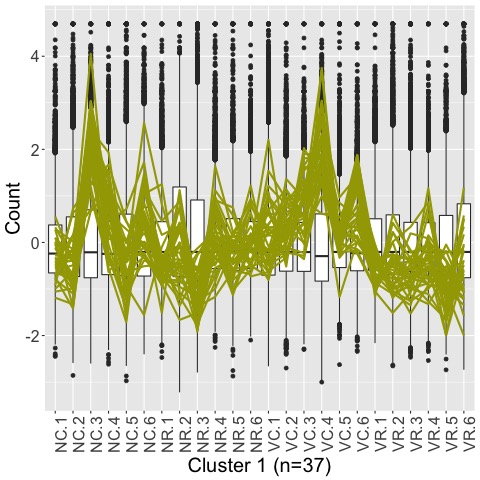 4
2
0
-2
Count
NC.1
NC.2
NC.3
NC.4
NC.5
NC.6
NR.1
NR.2
NR.3
NR.4
NR.5
NR.6
VC.1
VC.2
VC.3
VC.4
VC.5
VC.6
VR.1
VR.2
VR.3
VR.4
VR.5
VR.6
Cluster 1 (n=37)